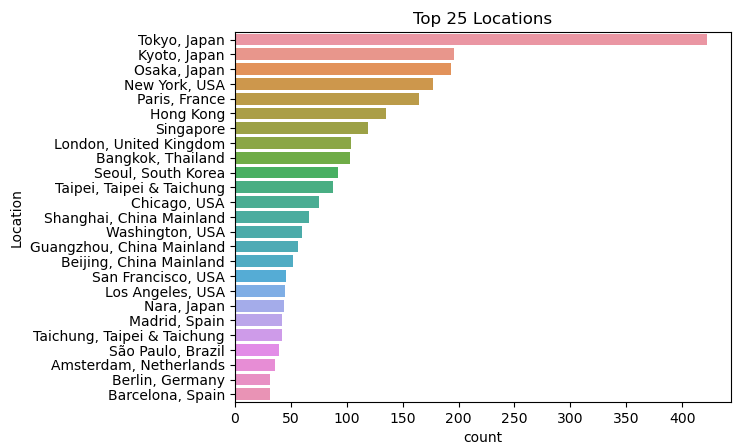 Top 25 Locations
Tokyo, Japan
Kyoto, Japan
Osaka, Japan
New York, USA
Paris, France
Hong Kong
Singapore
London, United Kingdom
Bangkok, Thailand
Seoul, South Korea
Taipei, Taipei & Taichung
Chicago, USA
Shanghai, China Mainland
Washington, USA
Guangzhou, China Mainland
Beijing, China Mainland
San Francisco, USA
Los Angeles, USA
Nara, Japan
Madrid, Spain
Taichung, Taipei & Taichung
São Paulo, Brazil
Amsterdam, Netherlands
Berlin, Germany
Barcelona, Spain
Location
0 50 100 150 200 250 300 350 400
count